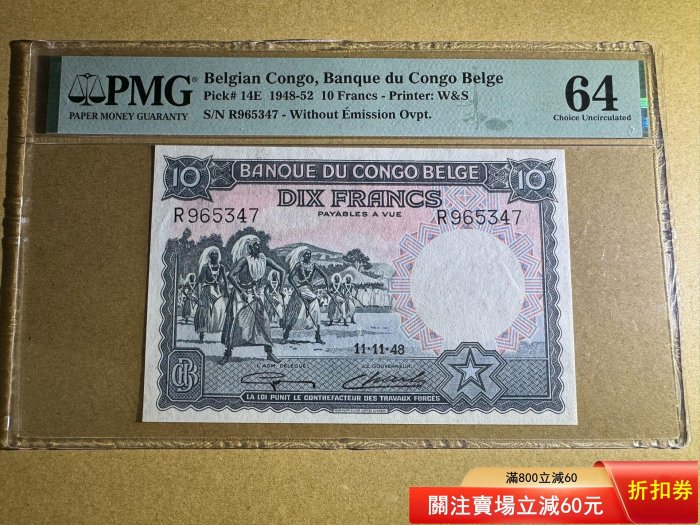 PMG
PAPER MONEY GUARANTY
Belgian Congo, Banque du Congo Belge
Pick# 14E 1948-52 10 Francs - Printer: W&S
S/N R965347 - Without Émission Ovpt.
64
Choice Uncirculated
10 BANQUE DU CONGO BELGE 10
DIX FRANCS
PAYABLES A VUE
R965347 R965347
11-11-48
L'ADM. DÉLÉGUÉ LE GOUVERNEUR
LA LOI PUNIT LE CONTREFACTEUR DES TRAVAUX FORCÉS
滿800立減60
關注賣場立減60元
折扣券